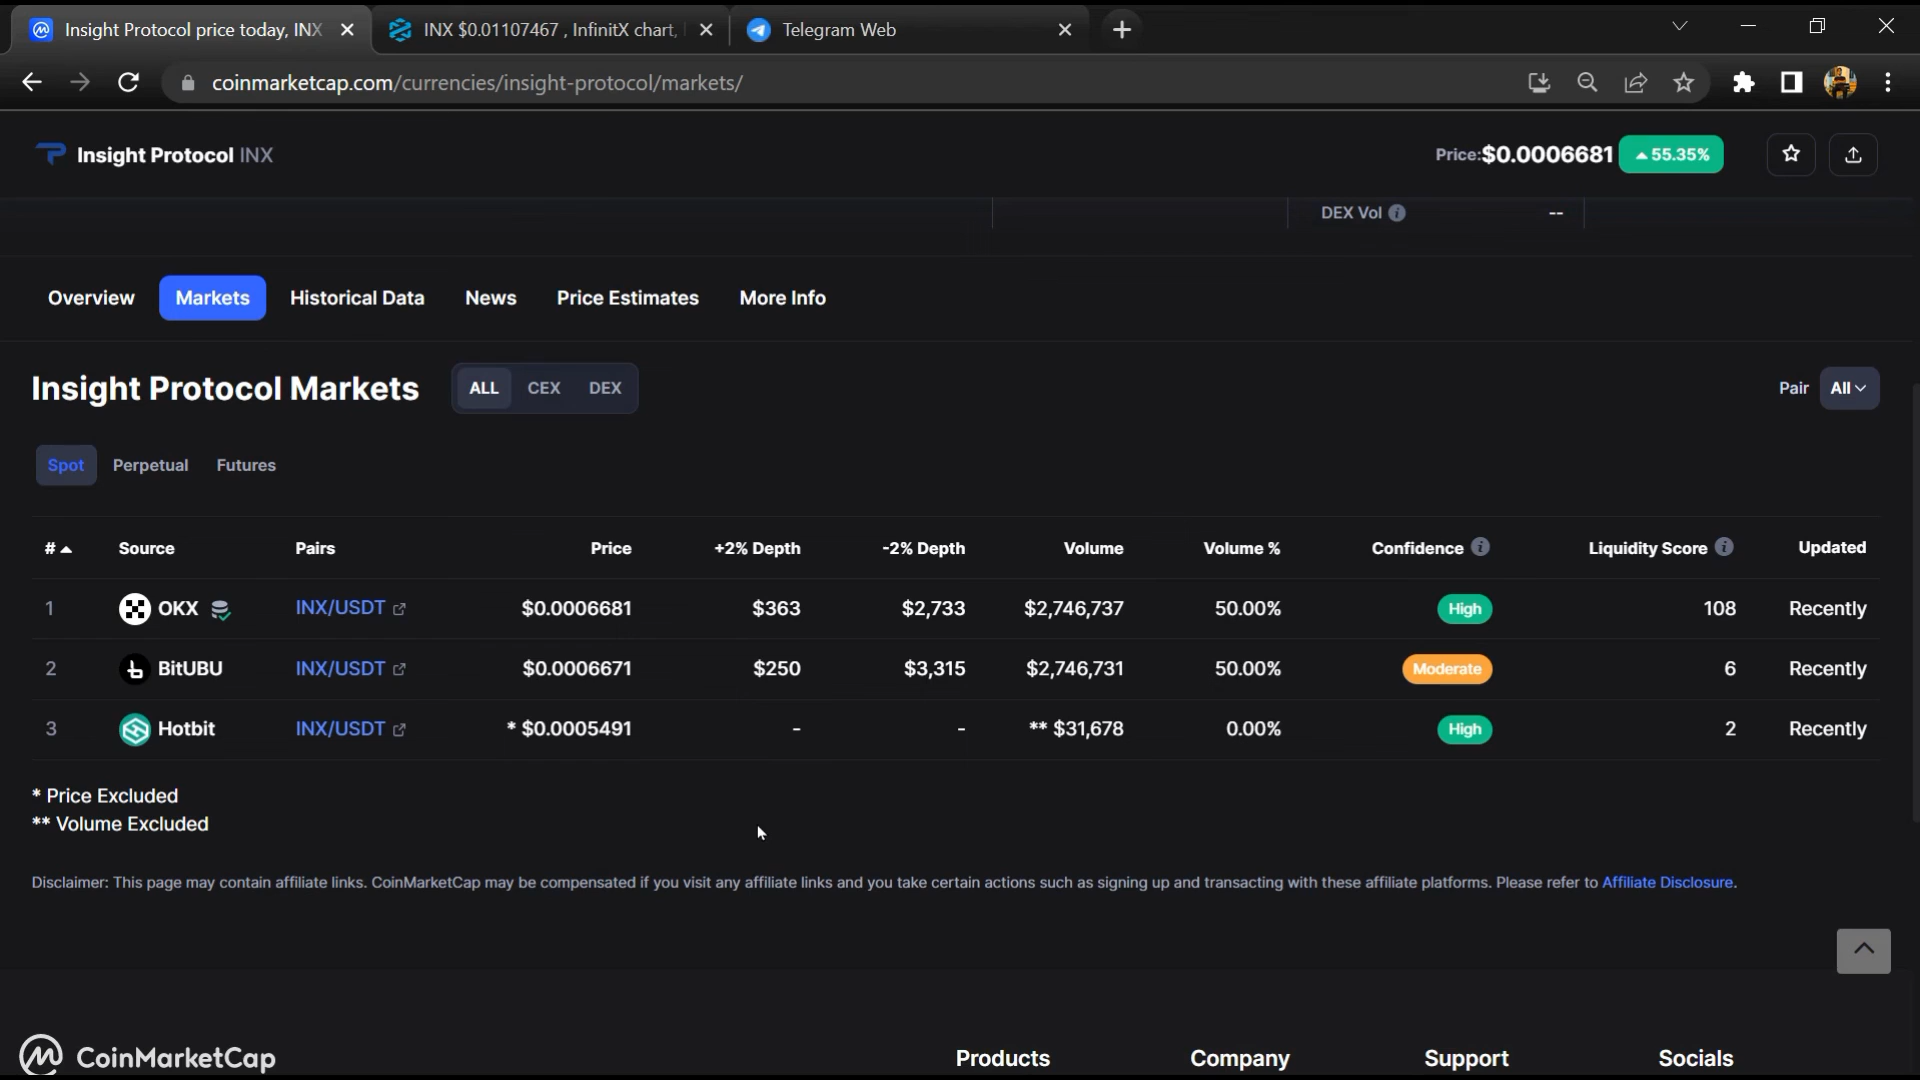 Insight Protocol price today, INX
INX $0.01107467 , InfinitX chart,
Telegram Web
coinmarketcap.com/currencies/insight-protocol/markets/
Insight Protocol INX
Price:$0.0006681 55.35%
DEX Vol --
Overview Markets Historical Data News Price Estimates More Info
Insight Protocol Markets ALL CEX DEX Pair All
Spot Perpetual Futures
# Source Pairs Price +2% Depth -2% Depth Volume Volume % Confidence Liquidity Score Updated
1 OKX INX/USDT $0.0006681 $363 $2,733 $2,746,737 50.00% High 108 Recently
2 BitUBU INX/USDT $0.0006671 $250 $3,315 $2,746,731 50.00% Moderate 6 Recently
3 Hotbit INX/USDT * $0.0005491 - - ** $31,678 0.00% High 2 Recently
* Price Excluded
** Volume Excluded
Disclaimer: This page may contain affiliate links. CoinMarketCap may be compensated if you visit any affiliate links and you take certain actions such as signing up and transacting with these affiliate platforms. Please refer to Affiliate Disclosure.
CoinMarketCap Products Company Support Socials